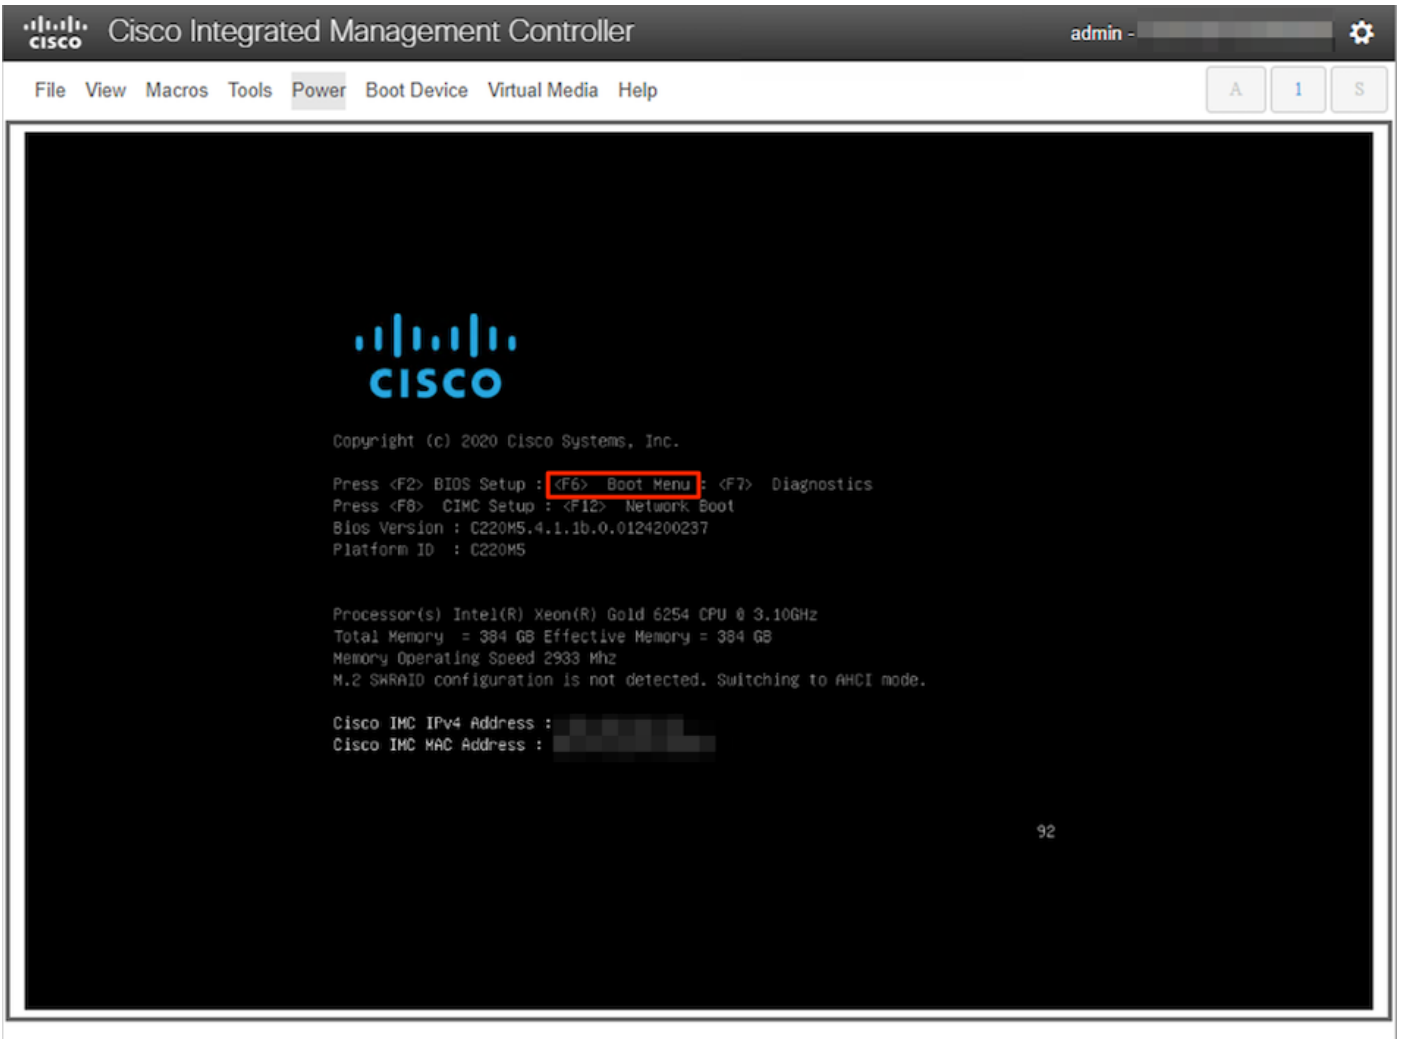 cisco Cisco Integrated Management Controller admin -
File View Macros Tools Power Boot Device Virtual Media Help A 1 S
CISCO
Copyright (c) 2020 Cisco Systems, Inc.
Press <F2> BIOS Setup : <F6> Boot Menu : <F7> Diagnostics
Press <F8> CIMC Setup : <F12> Network Boot
Bios Version : C220M5.4.1.1b.0.0124200237
Platform ID : C220M5
Processor(s) Intel(R) Xeon(R) Gold 6254 CPU @ 3.10GHz
Total Memory = 384 GB Effective Memory = 384 GB
Memory Operating Speed 2933 Mhz
M.2 SWRAID configuration is not detected. Switching to AHCI mode.
Cisco IMC IPv4 Address :
Cisco IMC MAC Address :
92